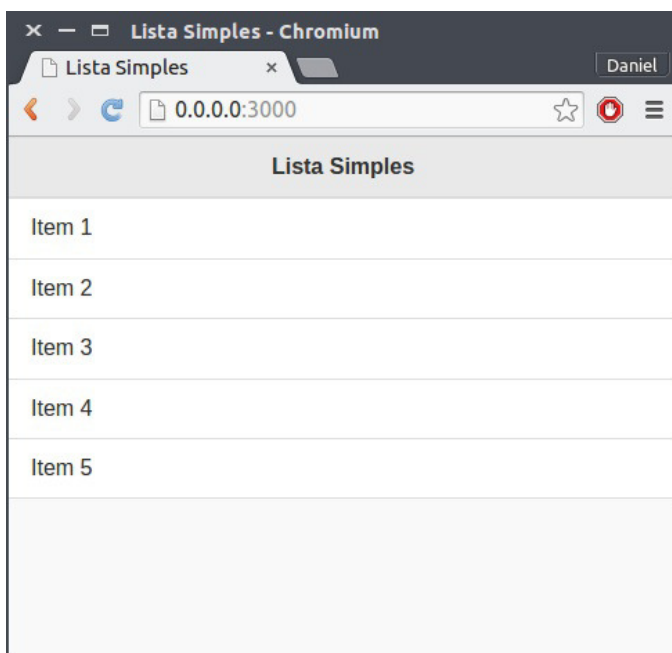 Lista Simples - Chromium
Lista Simples
Daniel
0.0.0.0:3000
Lista Simples
Item 1
Item 2
Item 3
Item 4
Item 5